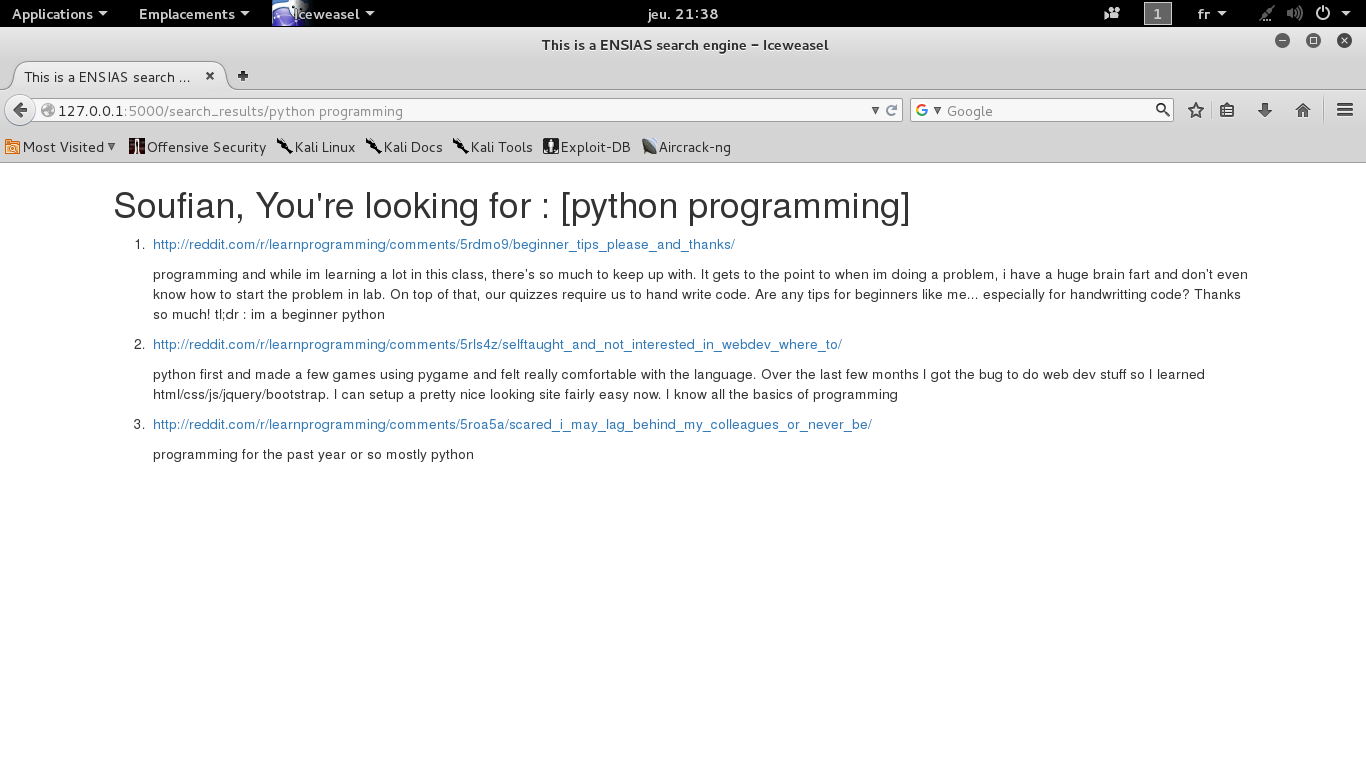 Applications Emplacements Iceweasel jeu. 21:38 1 fr
This is a ENSIAS search engine – Iceweasel
This is a ENSIAS search ...
127.0.0.1:5000/search_results/python programming Google
Most Visited Offensive Security Kali Linux Kali Docs Kali Tools Exploit-DB Aircrack-ng
Soufian, You're looking for : [python programming]
1. http://reddit.com/r/learnprogramming/comments/5rdmo9/beginner_tips_please_and_thanks/
programming and while im learning a lot in this class, there's so much to keep up with. It gets to the point to when im doing a problem, i have a huge brain fart and don't even
know how to start the problem in lab. On top of that, our quizzes require us to hand write code. Are any tips for beginners like me... especially for handwritting code? Thanks
so much! tl;dr : im a beginner python
2. http://reddit.com/r/learnprogramming/comments/5rls4z/selftaught_and_not_interested_in_webdev_where_to/
python first and made a few games using pygame and felt really comfortable with the language. Over the last few months I got the bug to do web dev stuff so I learned
html/css/js/jquery/bootstrap. I can setup a pretty nice looking site fairly easy now. I know all the basics of programming
3. http://reddit.com/r/learnprogramming/comments/5roa5a/scared_i_may_lag_behind_my_colleagues_or_never_be/
programming for the past year or so mostly python